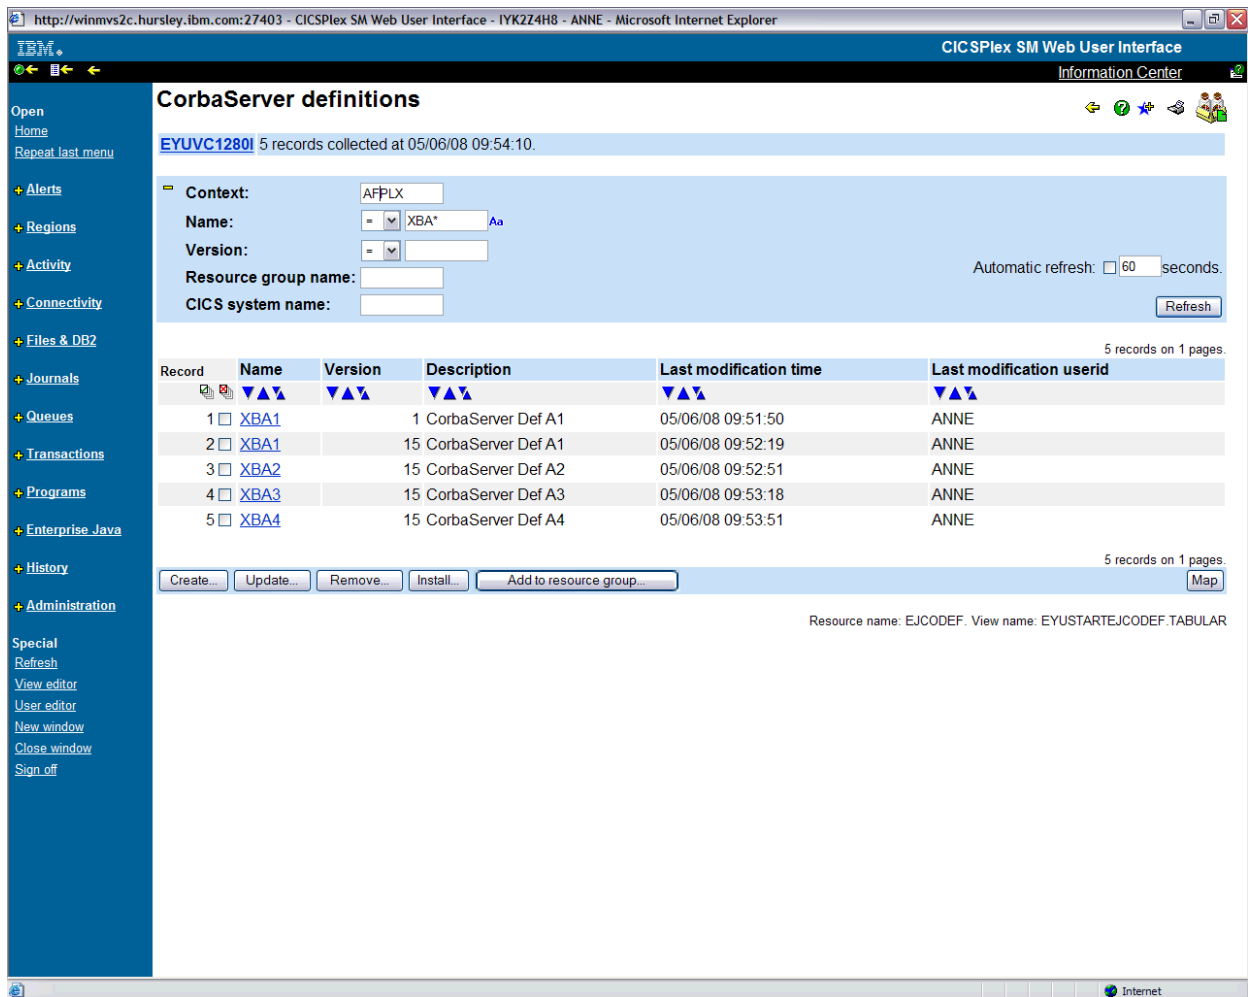 http://winmvs2c.hursley.ibm.com:27403 - CICSPlex SM Web User Interface - IYK2Z4H8 - ANNE - Microsoft Internet Explorer
IBM
CICSPlex SM Web User Interface
Information Center
Open
Home
Repeat last menu
Alerts
Regions
Activity
Connectivity
Files & DB2
Journals
Queues
Transactions
Programs
Enterprise Java
History
Administration
Special
Refresh
View editor
User editor
New window
Close window
Sign off
CorbaServer definitions
EYUVC1280I 5 records collected at 05/06/08 09:54:10.
Context: AFPLX
Name: = XBA* Aa
Version: =
Resource group name:
CICS system name:
Automatic refresh: 60 seconds.
Refresh
5 records on 1 pages.
Record Name Version Description Last modification time Last modification userid
1 XBA1 1 CorbaServer Def A1 05/06/08 09:51:50 ANNE
2 XBA1 15 CorbaServer Def A1 05/06/08 09:52:19 ANNE
3 XBA2 15 CorbaServer Def A2 05/06/08 09:52:51 ANNE
4 XBA3 15 CorbaServer Def A3 05/06/08 09:53:18 ANNE
5 XBA4 15 CorbaServer Def A4 05/06/08 09:53:51 ANNE
5 records on 1 pages.
Create... Update... Remove... Install... Add to resource group... Map
Resource name: EJCODEF. View name: EYUSTARTEJCODEF.TABULAR
Internet